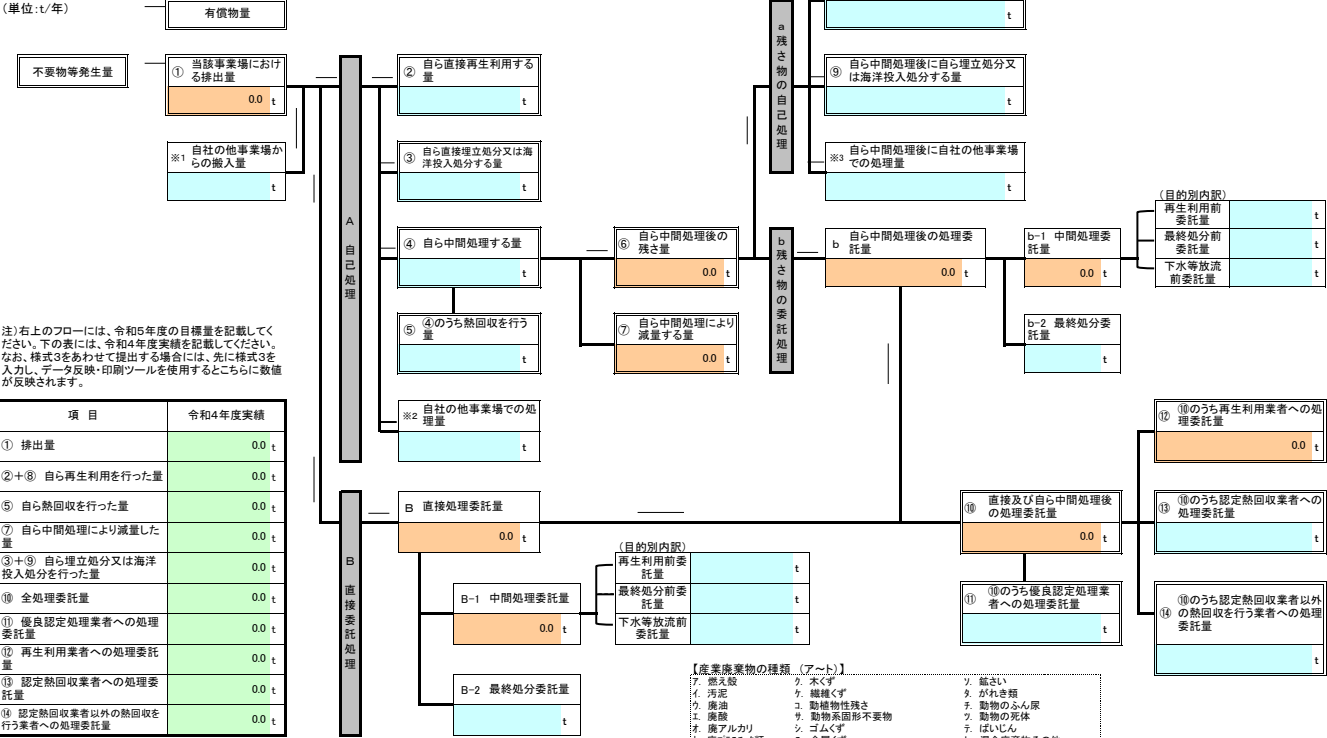 (単位:t/年)
有償物量
t
不要物等発生量
① 当該事業場におけ
る排出量
0.0 t
※1 自社の他事業場か
らの搬入量
t
A 自己処理
② 自ら直接再生利用する
量
t
③ 自ら直接埋立処分又は海
洋投入処分する量
t
④ 自ら中間処理する量
t
⑤ ④のうち熱回収を行う
量
t
※2 自社の他事業場での処
理量
t
⑥ 自ら中間処理後の
残さ量
0.0 t
⑦ 自ら中間処理により
減量する量
0.0 t
a 残さ物の自己処理
⑨ 自ら中間処理後に自ら埋立処分又
は海洋投入処分する量
t
※3 自ら中間処理後に自社の他事業場
での処理量
t
b 残さ物の委託処理
b 自ら中間処理後の処理委
託量
0.0 t
b-1 中間処理委
託量
0.0 t
(目的別内訳)
再生利用前
委託量
t
最終処分前
委託量
t
下水等放流
前委託量
t
b-2 最終処分委
託量
t
注)右上のフローには、令和5年度の目標量を記載してく
ださい。下の表には、令和4年度実績を記載してください。
なお、様式3をあわせて提出する場合には、先に様式3を
入力し、データ反映・印刷ツールを使用するとこちらに数値
が反映されます。
項 目 令和4年度実績
① 排出量 0.0 t
②+⑧ 自ら再生利用を行った量 0.0 t
⑤ 自ら熱回収を行った量 0.0 t
⑦ 自ら中間処理により減量した
量 0.0 t
③+⑨ 自ら埋立処分又は海洋
投入処分を行った量 0.0 t
⑩ 全処理委託量 0.0 t
⑪ 優良認定処理業者への処理
委託量 0.0 t
⑫ 再生利用業者への処理委託
量 0.0 t
⑬ 認定熱回収業者への処理委
託量 0.0 t
⑭ 認定熱回収業者以外の熱回収を
行う業者への処理委託量 0.0 t
B 直接委託処理
B 直接処理委託量
0.0 t
B-1 中間処理委託量
0.0 t
(目的別内訳)
再生利用前委
託量
t
最終処分前委
託量
t
下水等放流前
委託量
t
B-2 最終処分委託量
t
⑩ 直接及び自ら中間処理後
の処理委託量
0.0 t
⑪ ⑩のうち優良認定処理業
者への処理委託量
t
⑫ ⑩のうち再生利用業者への処
理委託量
0.0 t
⑬ ⑩のうち認定熱回収業者への
処理委託量
t
⑭ ⑩のうち認定熱回収業者以外
の熱回収を行う業者への処理
委託量
t
【産業廃棄物の種類 (ア~ト)】
ア. 燃え殻 ク. 木くず ソ. 鉱さい
イ. 汚泥 ケ. 繊維くず タ. がれき類
ウ. 廃油 コ. 動植物性残さ チ. 動物のふん尿
エ. 廃酸 サ. 動物系固形不要物 ツ. 動物の死体
オ. 廃アルカリ シ. ゴムくず テ. ばいじん